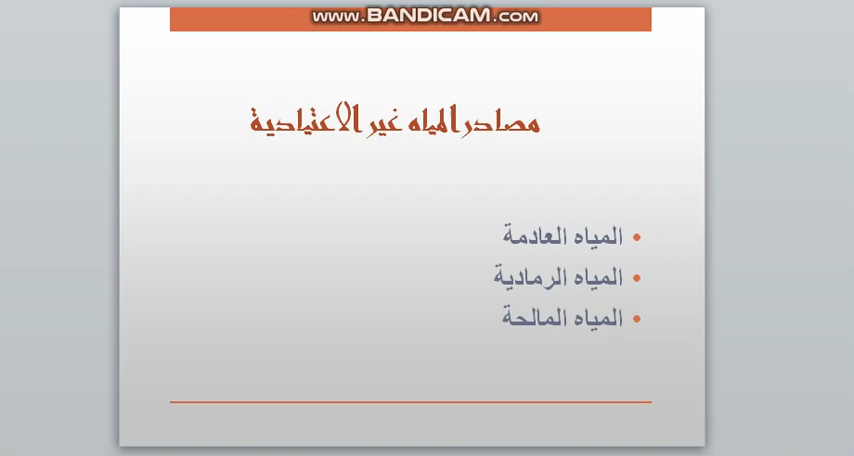 www.BANDICAM.com
مصادر المياه غير الاعتيادية
المياه العادمة
المياه الرمادية
المياه المالحة